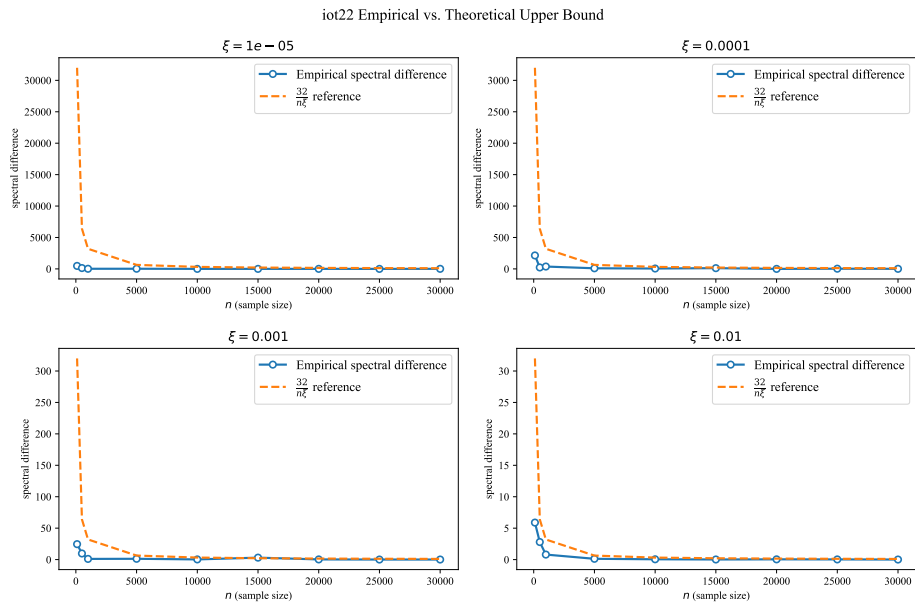 iot22 Empirical vs. Theoretical Upper Bound
ξ = 1e − 05
spectral difference
30000
25000
20000
15000
10000
5000
0
Empirical spectral difference
32/nξ reference
0 5000 10000 15000 20000 25000 30000
n (sample size)
ξ = 0.0001
spectral difference
3000
2500
2000
1500
1000
500
0
Empirical spectral difference
32/nξ reference
0 5000 10000 15000 20000 25000 30000
n (sample size)
ξ = 0.001
spectral difference
300
250
200
150
100
50
0
Empirical spectral difference
32/nξ reference
0 5000 10000 15000 20000 25000 30000
n (sample size)
ξ = 0.01
spectral difference
30
25
20
15
10
5
0
Empirical spectral difference
32/nξ reference
0 5000 10000 15000 20000 25000 30000
n (sample size)